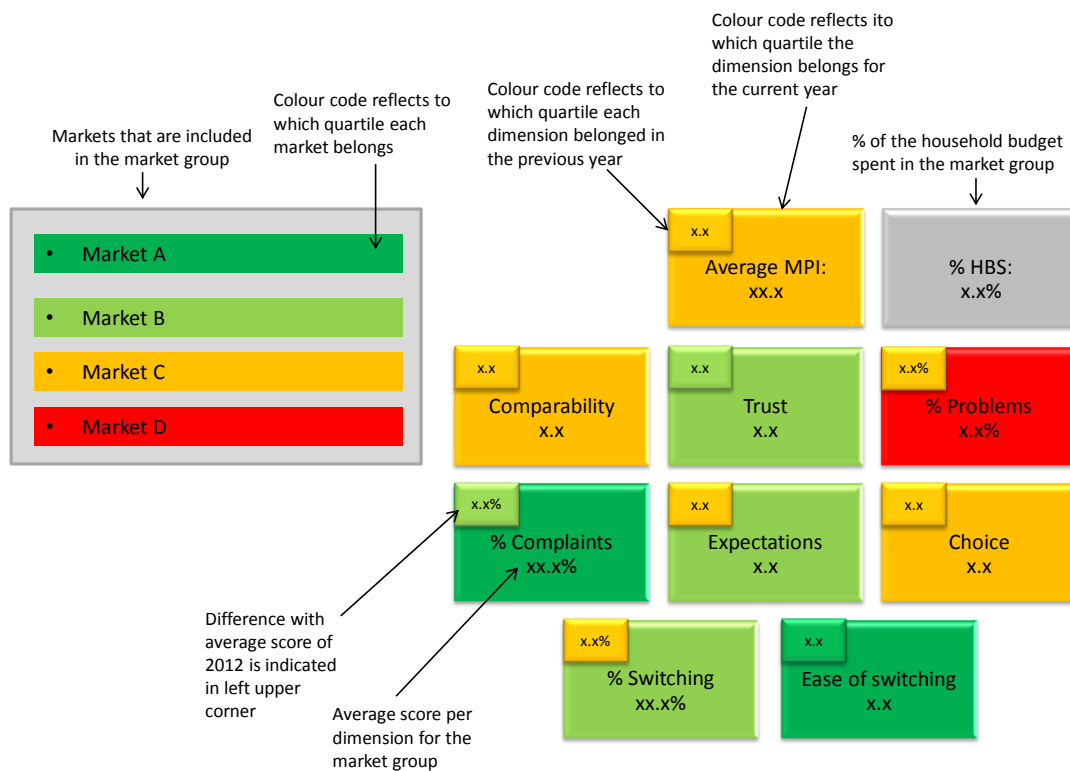 Colour code reflects ito
which quartile the
dimension belongs for
the current year
Colour code reflects to
which quartile each
market belongs
Colour code reflects to
which quartile each
dimension belonged in
the previous year
Markets that are included
in the market group
% of the household budget
spent in the market group
• Market A
• Market B
• Market C
• Market D
x.x
Average MPI:
xx.x
% HBS:
x.x%
x.x
Comparability
x.x
x.x
Trust
x.x
x.x%
% Problems
x.x%
x.x%
% Complaints
xx.x%
x.x
Expectations
x.x
x.x
Choice
x.x
x.x%
% Switching
xx.x%
x.x
Ease of switching
x.x
Difference with
average score of
2012 is indicated
in left upper
corner
Average score per
dimension for the
market group